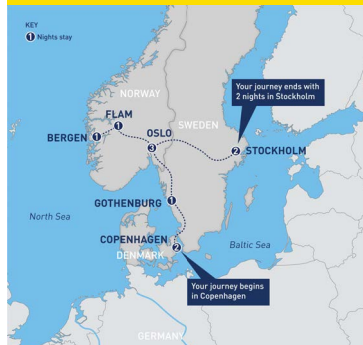 KEY
1 Nights stay
NORWAY
SWEDEN
Your journey ends with
2 nights in Stockholm
FLAM
1
BERGEN 1
OSLO
3
2 STOCKHOLM
GOTHENBURG 1
North Sea
COPENHAGEN 2
DENMARK
Baltic Sea
Your journey begins
in Copenhagen
GERMANY